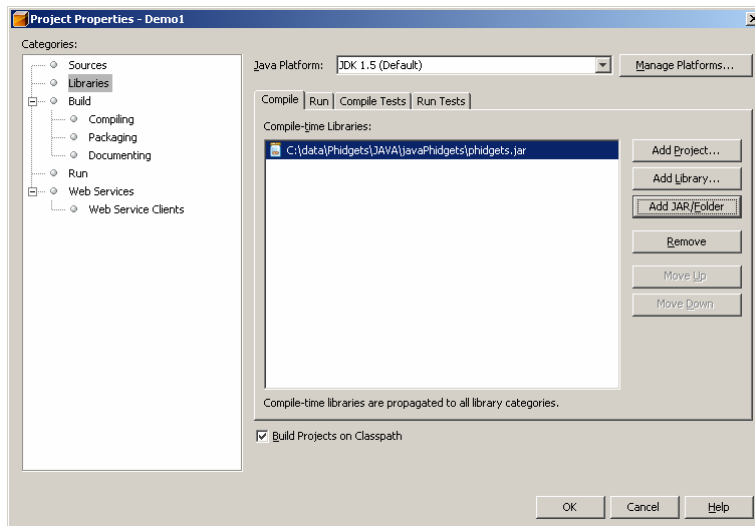 Project Properties - Demo1
Categories:
Sources
Libraries
Build
Compiling
Packaging
Documenting
Run
Web Services
Web Service Clients
Java Platform: JDK 1.5 (Default) Manage Platforms...
Compile Run Compile Tests Run Tests
Compile-time Libraries:
C:\data\Phidgets\JAVA\javaPhidgets\phidgets.jar
Add Project...
Add Library...
Add JAR/Folder
Remove
Move Up
Move Down
Compile-time libraries are propagated to all library categories.
Build Projects on Classpath
OK Cancel Help